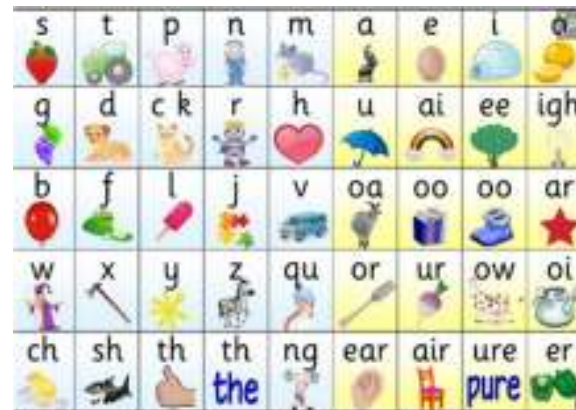 s t p n m a e i o
g d c k r h u ai ee igh
b f l j v oa oo oo ar
w x y z qu or ur ow oi
ch sh th th ng ear air ure er
the pure